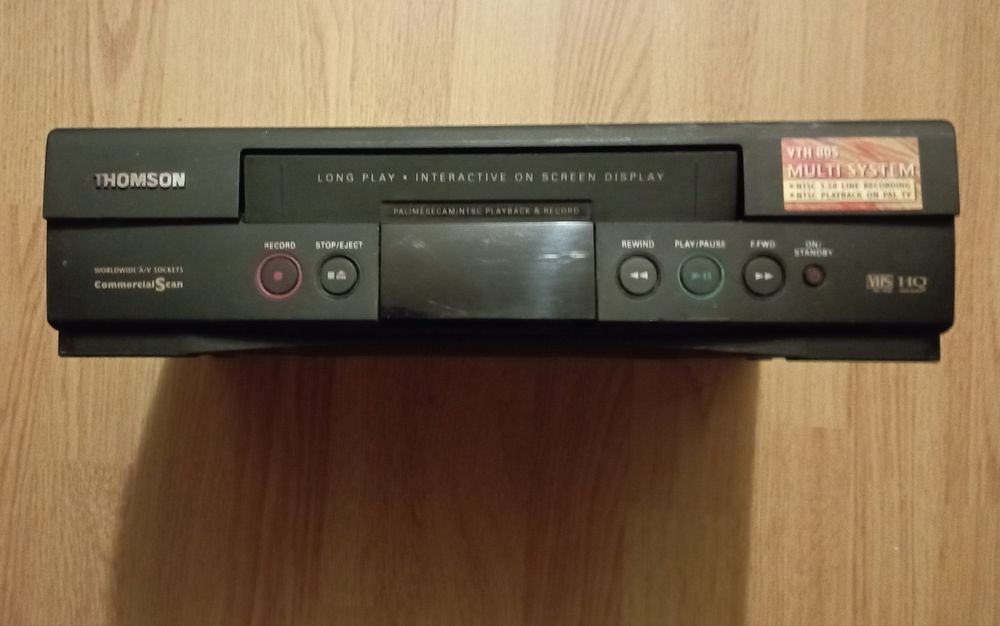 THOMSON
LONG PLAY • INTERACTIVE ON SCREEN DISPLAY
PAL/MESECAM/NTSC PLAYBACK & RECORD
VTH 805
MULTI SYSTEM
• NTSC 3.58 LINE RECORDING
• NTSC PLAYBACK ON PAL TV
RECORD
STOP/EJECT
REWIND
PLAY/PAUSE
F.FWD
ON/
STANDBY
WORLDWIDE A/V SOCKETS
CommercialScan
VHS HQ